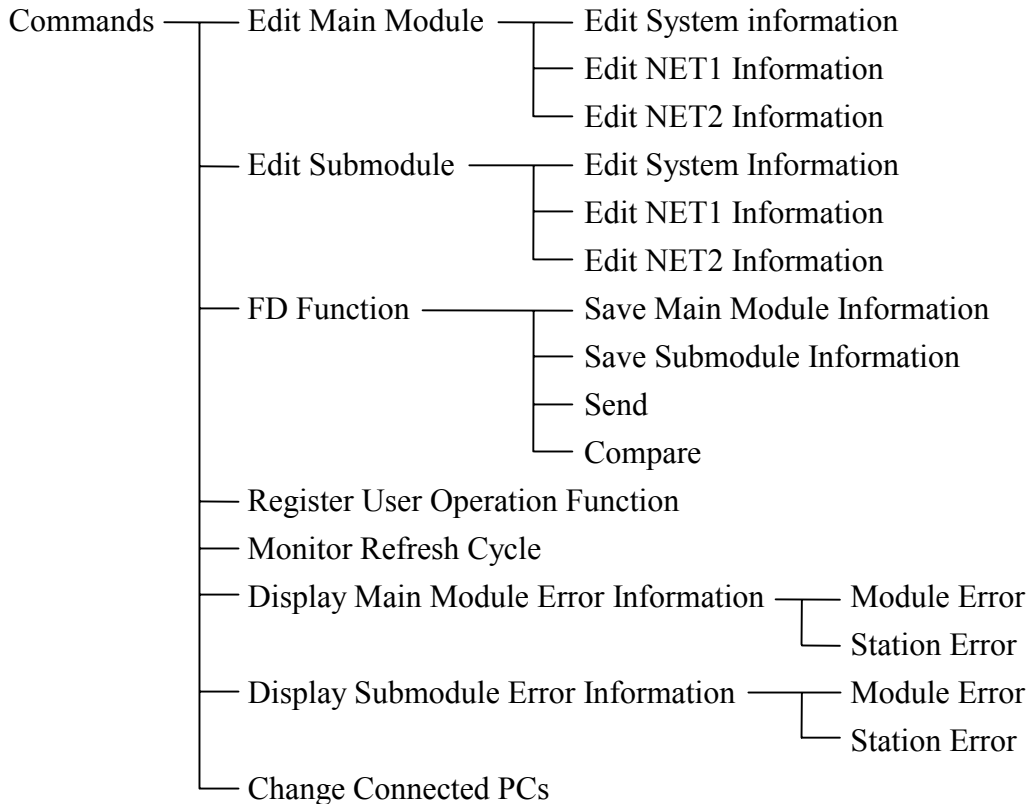 Commands Edit Main Module Edit System information
Edit NET1 Information
Edit NET2 Information
Edit Submodule Edit System Information
Edit NET1 Information
Edit NET2 Information
FD Function Save Main Module Information
Save Submodule Information
Send
Compare
Register User Operation Function
Monitor Refresh Cycle
Display Main Module Error Information Module Error
Station Error
Display Submodule Error Information Module Error
Station Error
Change Connected PCs